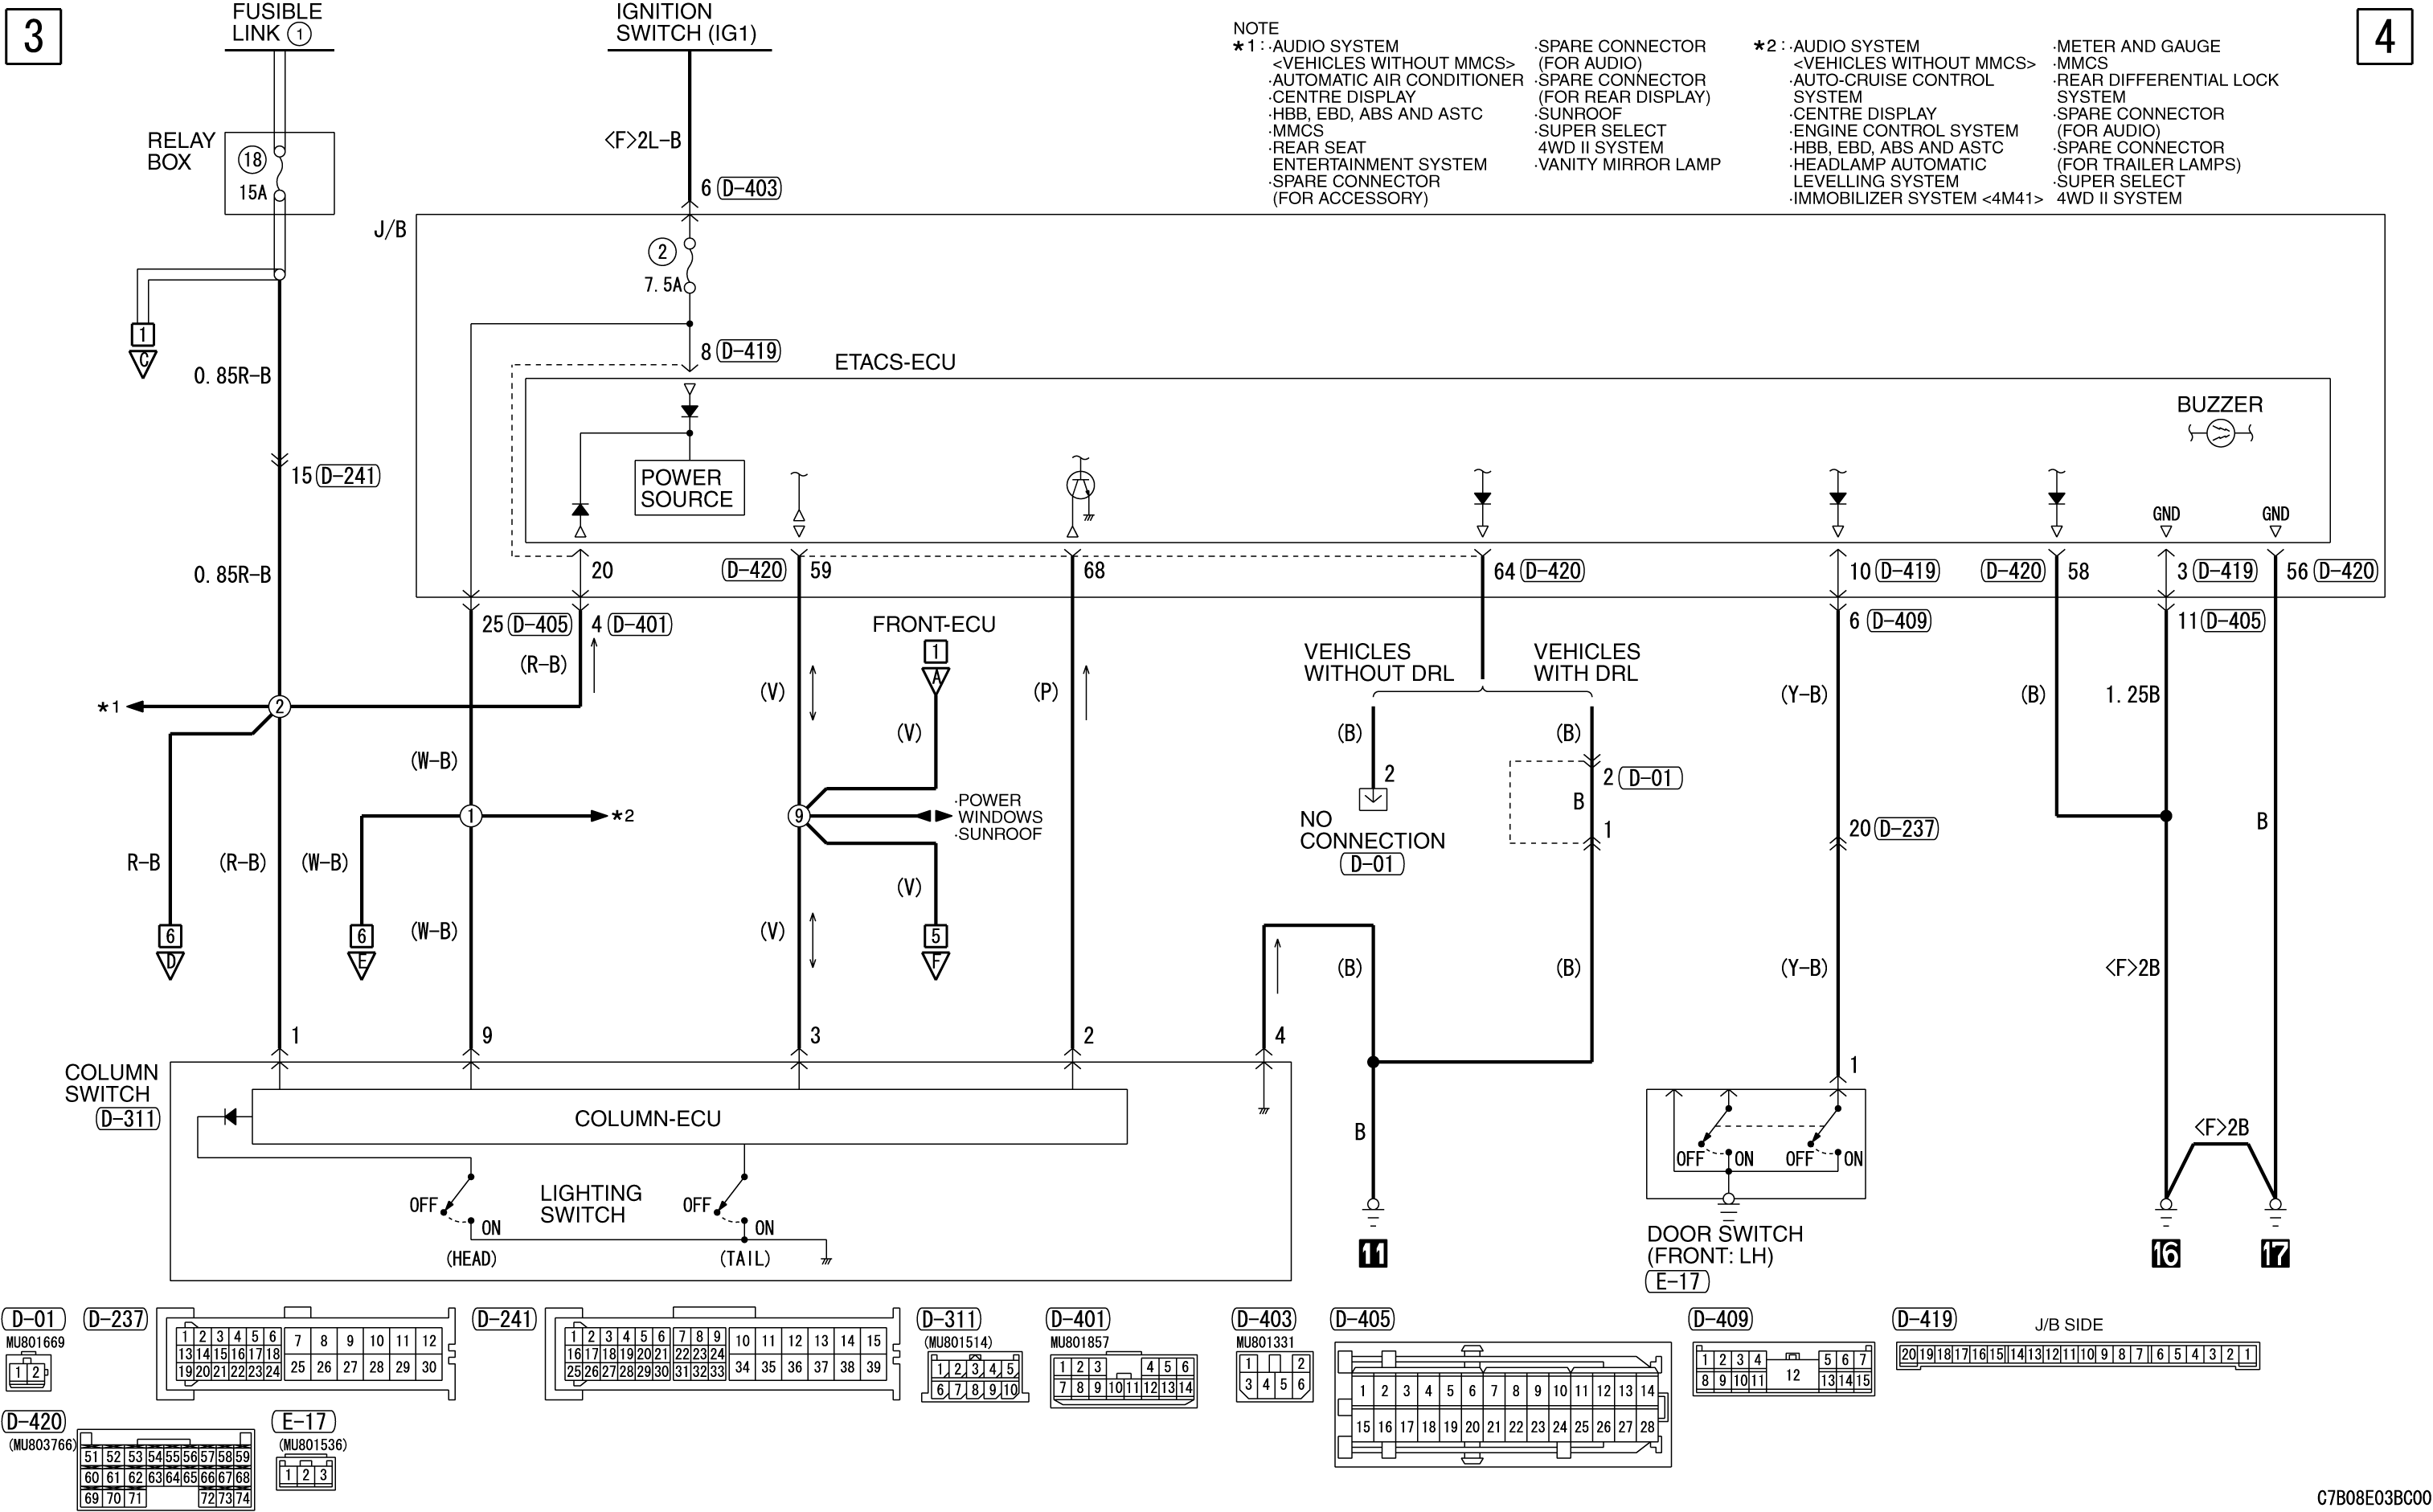 3
FUSIBLE
LINK 1
IGNITION
SWITCH (IG1)
NOTE
*1 : ·AUDIO SYSTEM
<VEHICLES WITHOUT MMCS>
·AUTOMATIC AIR CONDITIONER
·CENTRE DISPLAY
·HBB, EBD, ABS AND ASTC
·MMCS
·REAR SEAT
ENTERTAINMENT SYSTEM
·SPARE CONNECTOR
(FOR ACCESSORY)
·SPARE CONNECTOR
(FOR AUDIO)
·SPARE CONNECTOR
(FOR REAR DISPLAY)
·SUNROOF
·SUPER SELECT
4WD II SYSTEM
·VANITY MIRROR LAMP
*2 : ·AUDIO SYSTEM
<VEHICLES WITHOUT MMCS>
·AUTO-CRUISE CONTROL
SYSTEM
·CENTRE DISPLAY
·ENGINE CONTROL SYSTEM
·HBB, EBD, ABS AND ASTC
·HEADLAMP AUTOMATIC
LEVELLING SYSTEM
·IMMOBILIZER SYSTEM <4M41>
·METER AND GAUGE
·MMCS
·REAR DIFFERENTIAL LOCK
SYSTEM
·SPARE CONNECTOR
(FOR AUDIO)
·SPARE CONNECTOR
(FOR TRAILER LAMPS)
·SUPER SELECT
4WD II SYSTEM
4
RELAY
BOX
18
15A
<F>2L-B
6 D-403
J/B
2
7.5A
1
C
8 D-419
ETACS-ECU
0.85R-B
BUZZER
POWER
SOURCE
15 D-241
GND
GND
0.85R-B
20
D-420 59
68
64 D-420
10 D-419
D-420 58
3 D-419
56 D-420
25 D-405
4 D-401
FRONT-ECU
1
A
6 D-409
11 D-405
(R-B)
VEHICLES
WITHOUT DRL
VEHICLES
WITH DRL
(V)
(P)
(Y-B)
(B)
1.25B
*1
2
(V)
(B)
(B)
(W-B)
2
2 D-01
·POWER
WINDOWS
·SUNROOF
1
*2
9
B
1
NO
CONNECTION
D-01
20 D-237
B
R-B
(R-B)
(W-B)
(V)
6
D
6
E
(W-B)
(V)
5
F
(B)
(B)
(Y-B)
<F>2B
1
9
3
2
4
1
COLUMN
SWITCH
D-311
COLUMN-ECU
B
<F>2B
OFF
ON
OFF
ON
LIGHTING
SWITCH
OFF
ON
(HEAD)
OFF
ON
(TAIL)
DOOR SWITCH
(FRONT: LH)
E-17
11
16
17
D-01
MU801669
1 2
D-237
1 2 3 4 5 6 7 8 9 10 11 12
13 14 15 16 17 18
19 20 21 22 23 24 25 26 27 28 29 30
D-241
1 2 3 4 5 6 7 8 9 10 11 12 13 14 15
16 17 18 19 20 21 22 23 24
25 26 27 28 29 30 31 32 33 34 35 36 37 38 39
D-311
(MU801514)
1 2 3 4 5
6 7 8 9 10
D-401
MU801857
1 2 3 4 5 6
7 8 9 10 11 12 13 14
D-403
MU801331
1 2
3 4 5 6
D-405
1 2 3 4 5 6 7 8 9 10 11 12 13 14
15 16 17 18 19 20 21 22 23 24 25 26 27 28
D-409
1 2 3 4 5 6 7
8 9 10 11 12 13 14 15
D-419
J/B SIDE
20 19 18 17 16 15 14 13 12 11 10 9 8 7 6 5 4 3 2 1
D-420
(MU803766)
51 52 53 54 55 56 57 58 59
60 61 62 63 64 65 66 67 68
69 70 71 72 73 74
E-17
(MU801536)
1 2 3
C7B08E03BC00